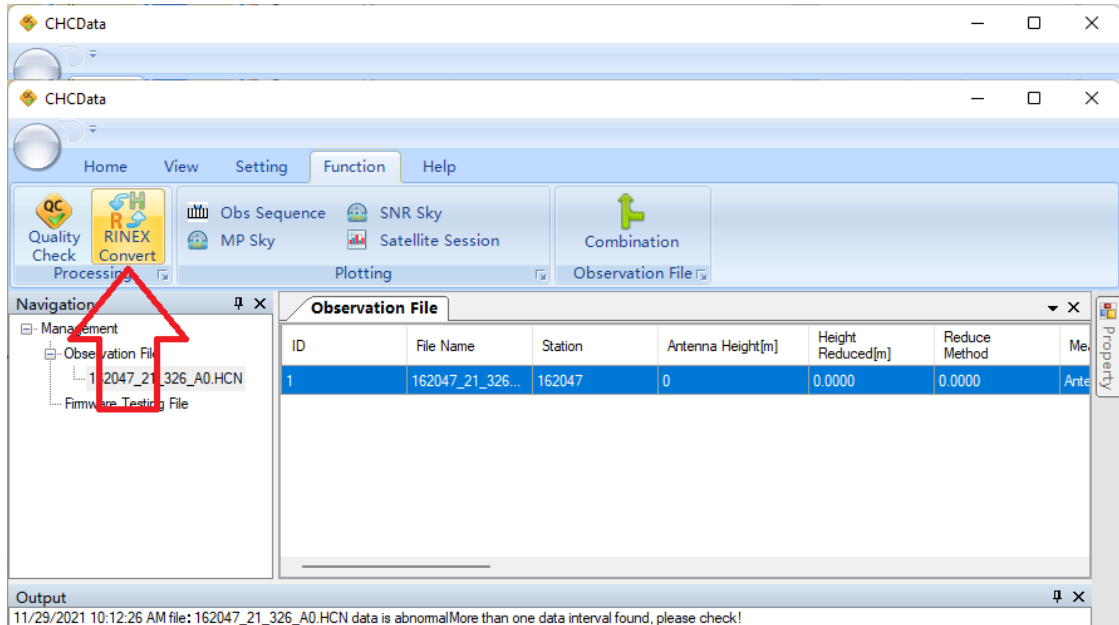 CHCData
CHCData
Home View Setting Function Help
QC
Quality Check
H
R
RINEX Convert
Obs Sequence
SNR Sky
MP Sky
Satellite Session
Combination
Processing
Plotting
Observation File
Navigation
Management
Observation File
162047_21_326_A0.HCN
Firmware Testing File
Observation File
ID File Name Station Antenna Height[m] Height Reduced[m] Reduce Method Me
1 162047_21_326... 162047 0 0.0000 0.0000 Ante
Property
Output
11/29/2021 10:12:26 AM file: 162047_21_326_A0.HCN data is abnormalMore than one data interval found, please check!